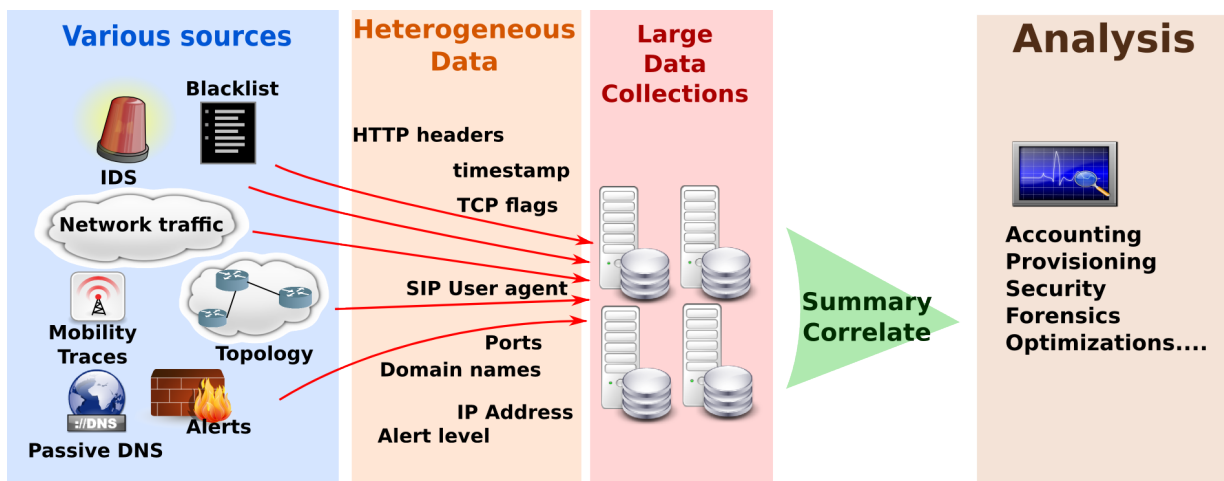 Various sources
Blacklist
IDS
Network traffic
Mobility
Traces
Topology
://DNS
Passive DNS
Alerts
Heterogeneous
Data
HTTP headers
timestamp
TCP flags
SIP User agent
Ports
Domain names
IP Address
Alert level
Large
Data
Collections
Summary
Correlate
Analysis
Accounting
Provisioning
Security
Forensics
Optimizations....